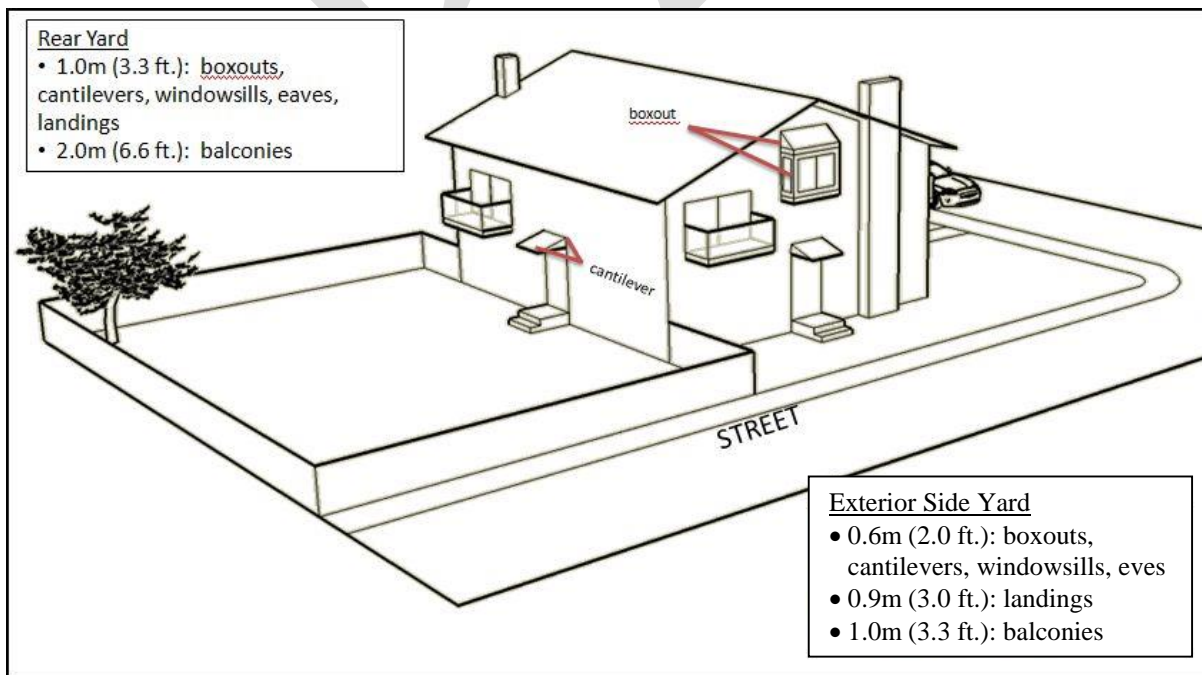 Rear Yard
• 1.0m (3.3 ft.): boxouts,
cantilevers, windowsills, eaves,
landings
• 2.0m (6.6 ft.): balconies
boxout
cantilever
STREET
Exterior Side Yard
• 0.6m (2.0 ft.): boxouts,
cantilevers, windowsills, eves
• 0.9m (3.0 ft.): landings
• 1.0m (3.3 ft.): balconies